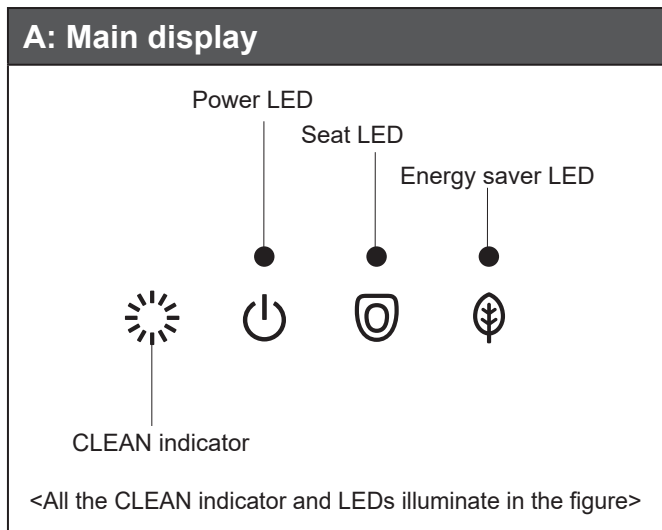 A: Main display
Power LED
Seat LED
Energy saver LED
CLEAN indicator
<All the CLEAN indicator and LEDs illuminate in the figure>